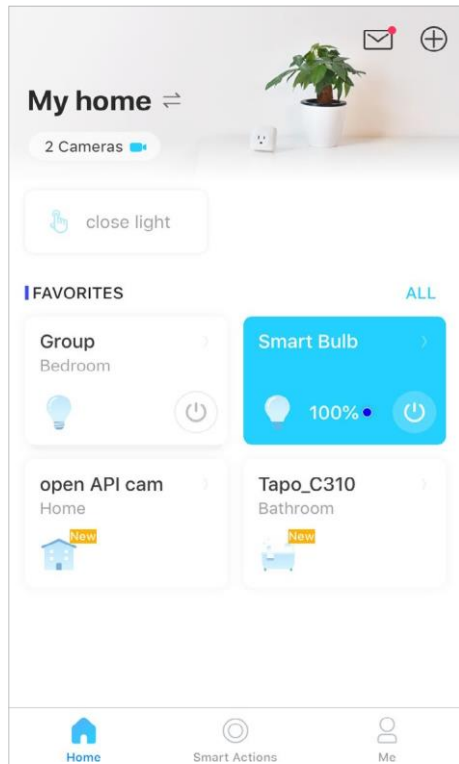 My home
2 Cameras
close light
FAVORITES
ALL
Group
Bedroom
Smart Bulb
100%
open API cam
Home
New
Tapo_C310
Bathroom
New
Home
Smart Actions
Me